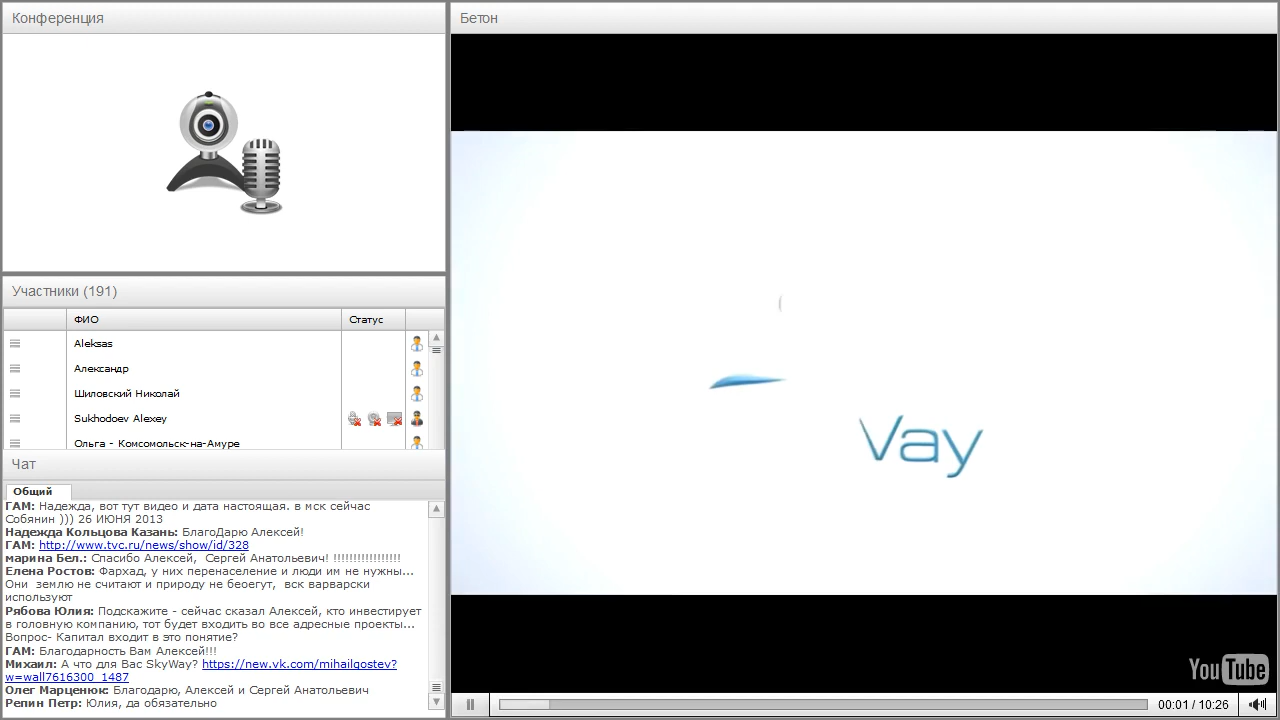 Конференция
Бетон
Участники (191)
ФИО
Статус
Aleksas
Александр
Шиловский Николай
Sukhodoev Alexey
Ольга - Комсомольск-на-Амуре
Чат
Общий
ГАМ: Надежда, вот тут видео и дата настоящая. в мск сейчас
Собянин ))) 26 ИЮНЯ 2013
Надежда Кольцова Казань: БлагоДарю Алексей!
ГАМ: http://www.tvc.ru/news/show/id/328
марина Бел.: Спасибо Алексей, Сергей Анатольевич! !!!!!!!!!!!!!!!!!
Елена Ростов: Фархад, у них перенаселение и люди им не нужны...
Они землю не считают и природу не беоегут, вск варварски
используют
Рябова Юлия: Подскажите - сейчас сказал Алексей, кто инвестирует
в головную компанию, тот будет входить во все адресные проекты...
Вопрос- Капитал входит в это понятие?
ГАМ: Благодарность Вам Алексей!!!
Михаил: А что для Вас SkyWay? https://new.vk.com/mihailgostev?
w=wall7616300_1487
Олег Марценюк: Благодарю, Алексей и Сергей Анатольевич
Репин Петр: Юлия, да обязательно
Vay
YouTube
00:01 / 10:26